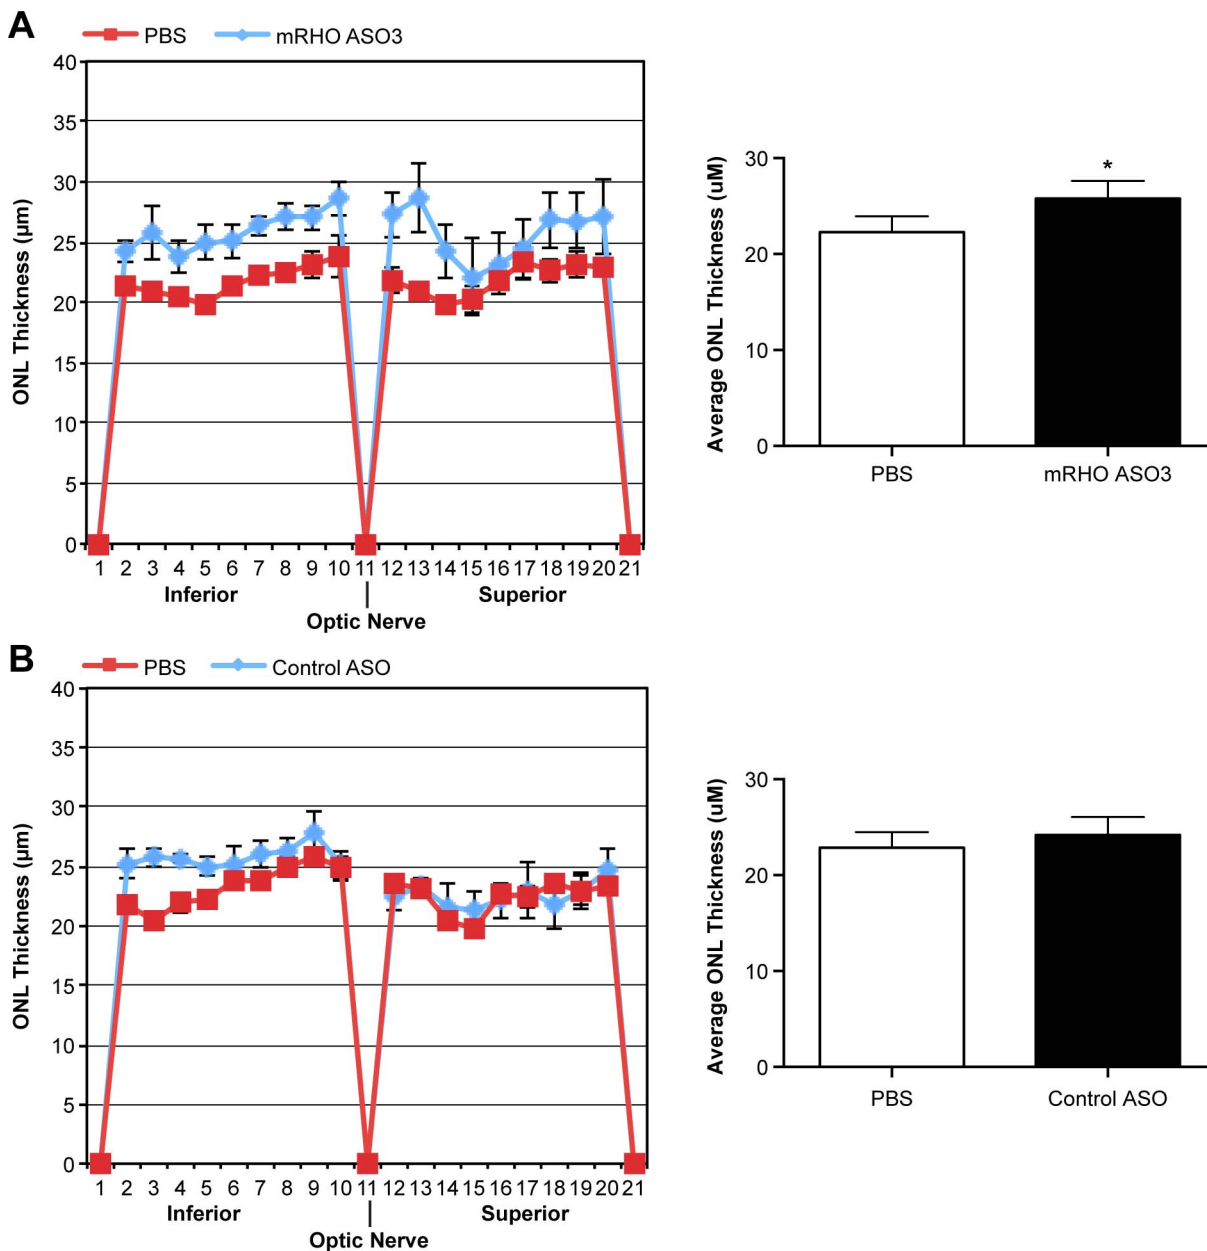 A
PBS mRHO ASO3
40
35
30
25
20
15
10
5
0
ONL Thickness (µm)
1 2 3 4 5 6 7 8 9 10 11 12 13 14 15 16 17 18 19 20 21
Inferior Superior
Optic Nerve
30
20
10
0
Average ONL Thickness (uM)
*
PBS mRHO ASO3
B
PBS Control ASO
40
35
30
25
20
15
10
5
0
ONL Thickness (µm)
1 2 3 4 5 6 7 8 9 10 11 12 13 14 15 16 17 18 19 20 21
Inferior Superior
Optic Nerve
30
20
10
0
Average ONL Thickness (uM)
PBS Control ASO